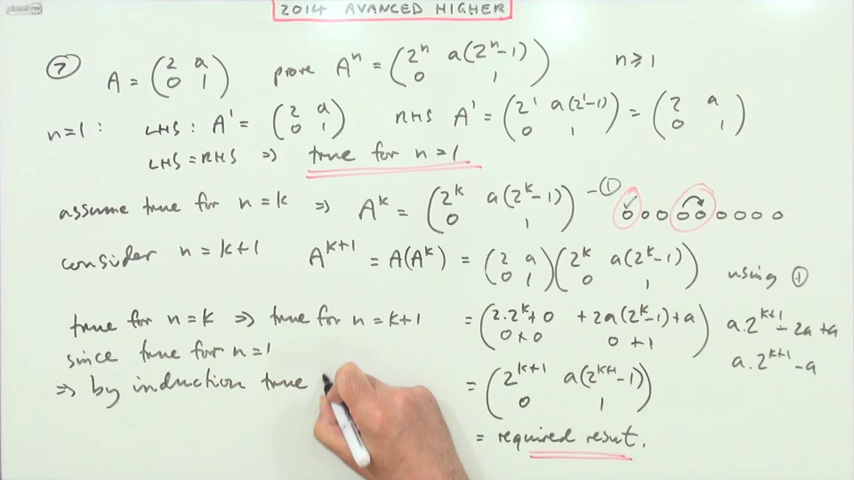 2014 AVANCED HIGHER
⑦ A = (2 a / 0 1) prove Aⁿ = (2ⁿ a(2ⁿ-1) / 0 1) n ≥ 1
n=1: LHS: A¹ = (2 a / 0 1) RHS A¹ = (2¹ a(2¹-1) / 0 1) = (2 a / 0 1)
LHS = RHS ⇒ true for n=1
assume true for n=k ⇒ Aᵏ = (2ᵏ a(2ᵏ-1) / 0 1) -①
consider n = k+1 Aᵏ⁺¹ = A(Aᵏ) = (2 a / 0 1)(2ᵏ a(2ᵏ-1) / 0 1) using ①
true for n=k ⇒ true for n=k+1 = (2.2ᵏ+0 +2a(2ᵏ-1)+a / 0+0 0+1) a.2ᵏ⁺¹ - 2a + a
since true for n=1 a.2ᵏ⁺¹ - a
⇒ by induction true = (2ᵏ⁺¹ a(2ᵏ⁺¹-1) / 0 1)
= required result.